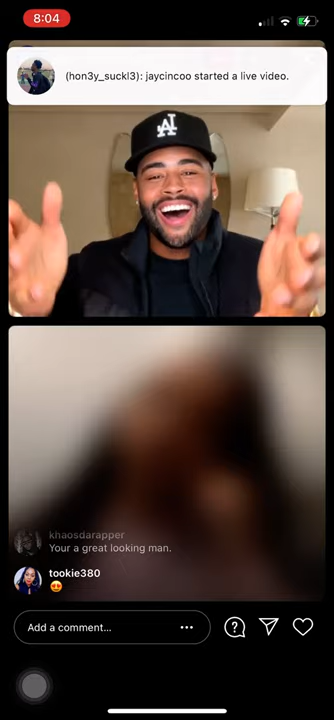 8:04
(hon3y_suckl3): jaycincoo started a live video.
LA
khaosdarapper
Your a great looking man.
tookie380
😍
Add a comment...